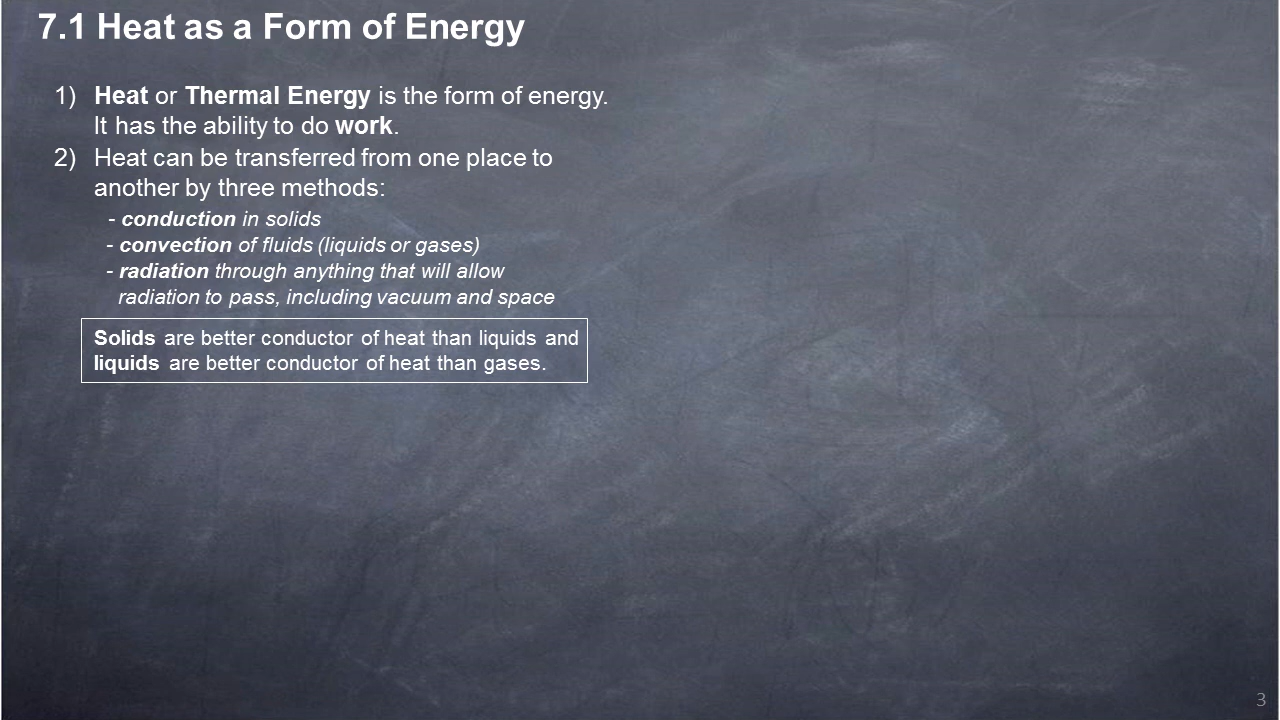 7.1 Heat as a Form of Energy
1) Heat or Thermal Energy is the form of energy.
It has the ability to do work.
2) Heat can be transferred from one place to
another by three methods:
- conduction in solids
- convection of fluids (liquids or gases)
- radiation through anything that will allow
radiation to pass, including vacuum and space
Solids are better conductor of heat than liquids and
liquids are better conductor of heat than gases.
3